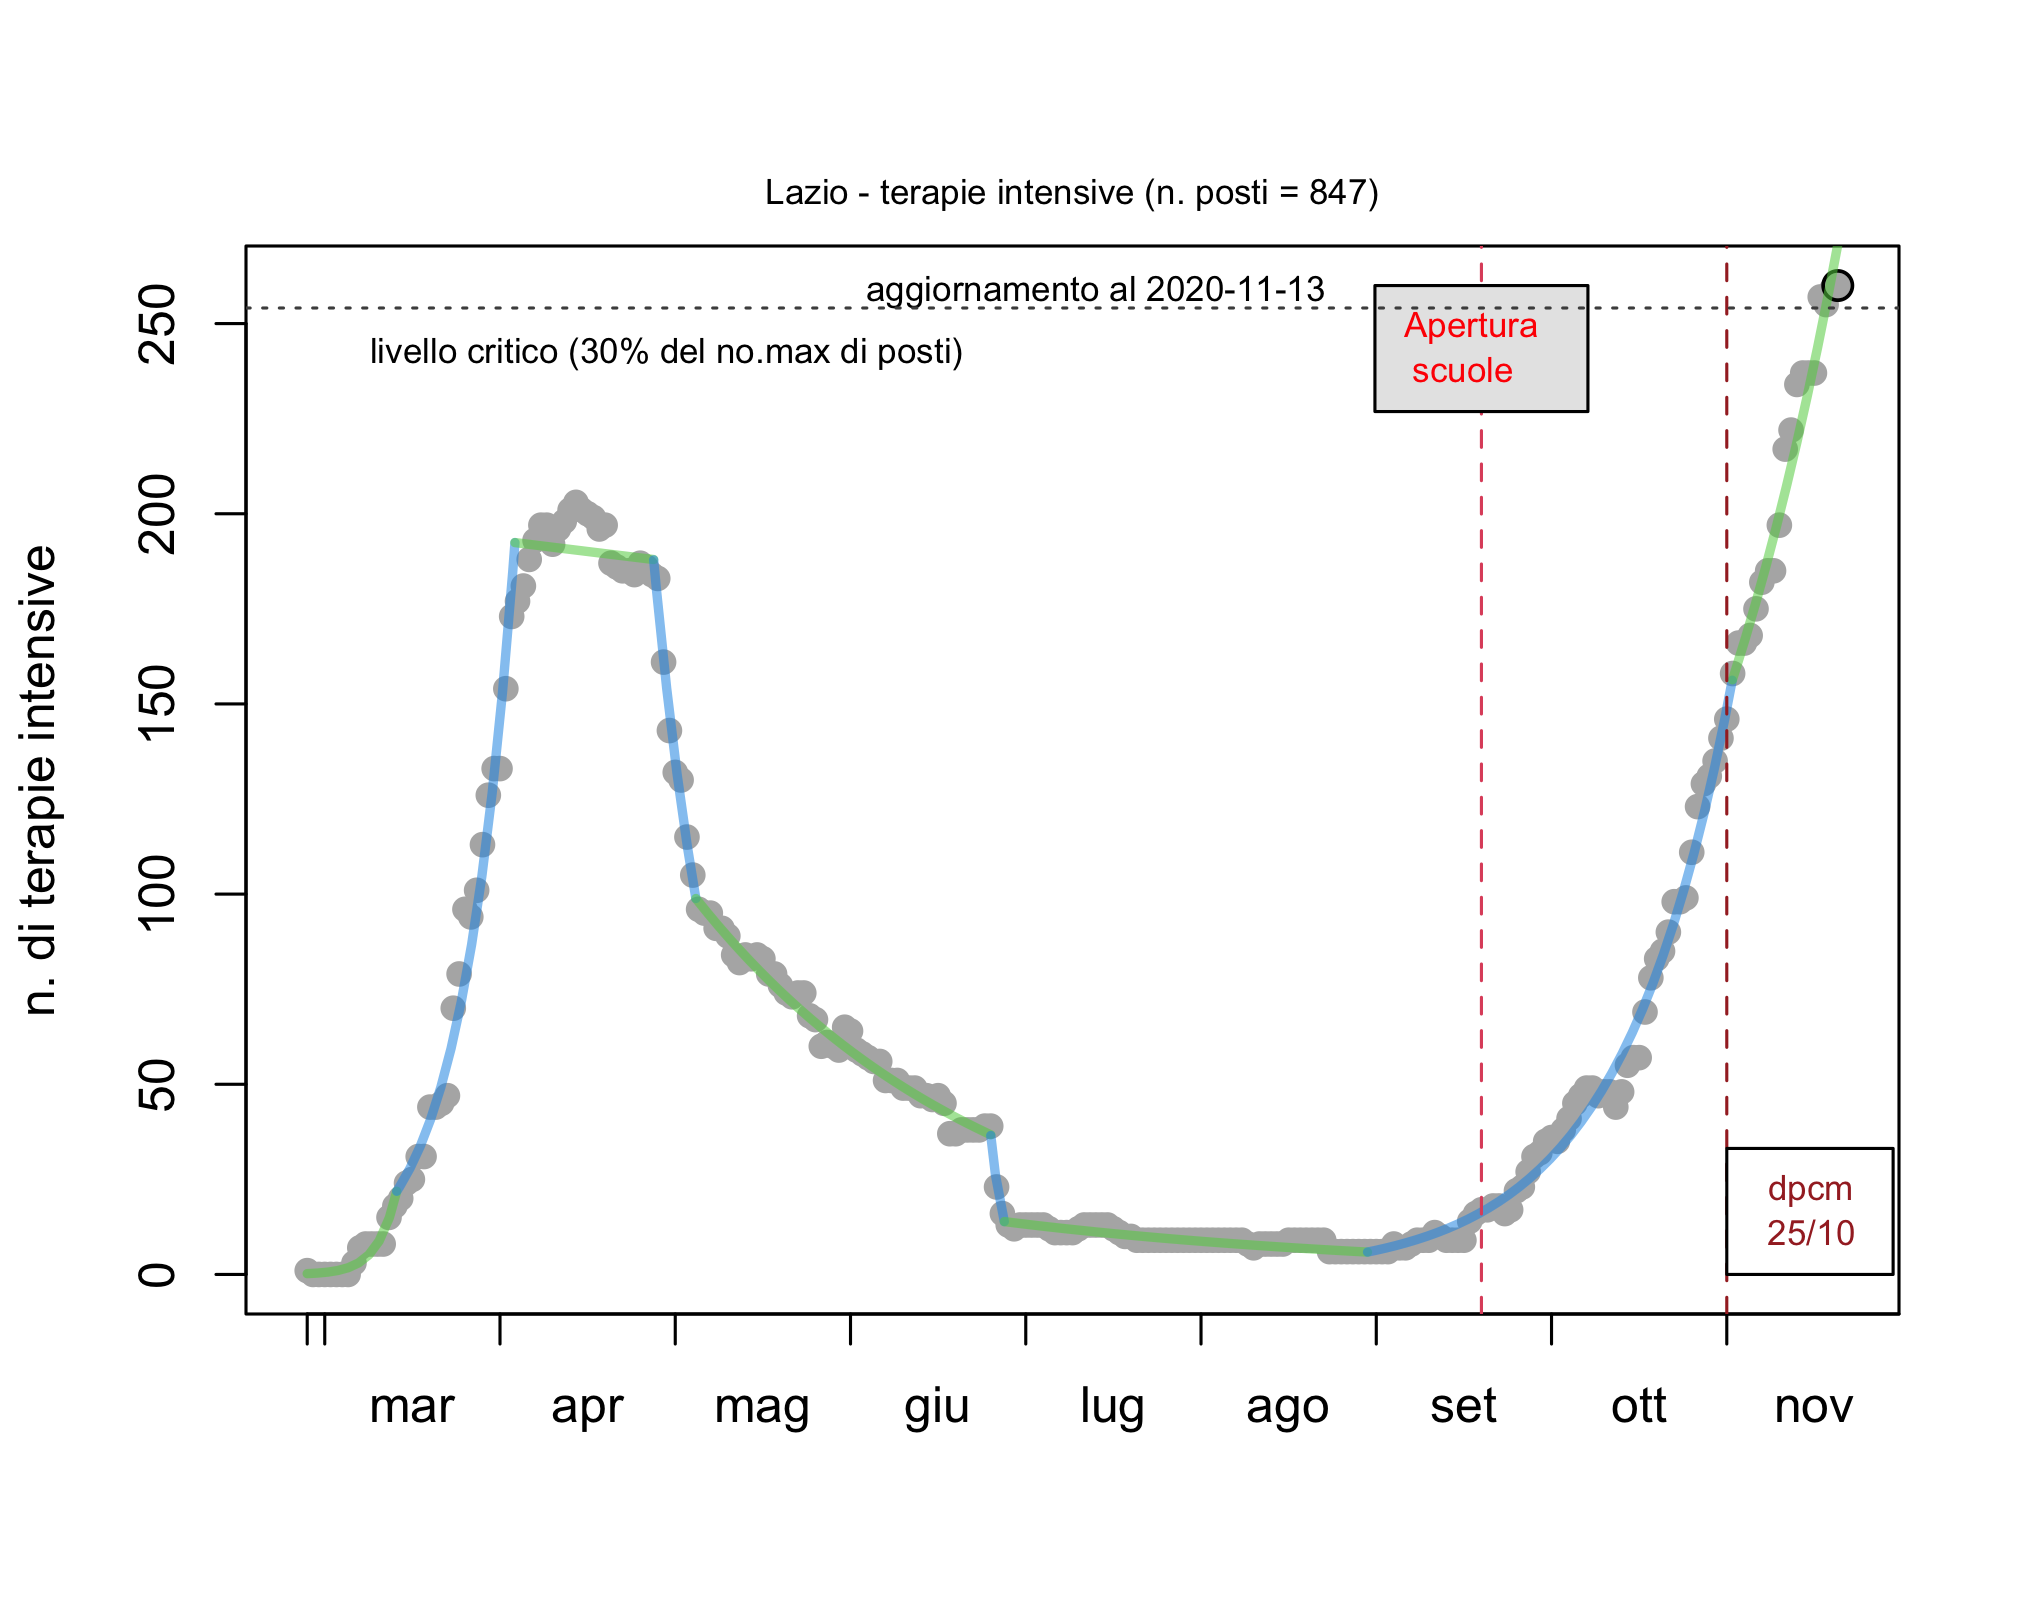 Lazio - terapie intensive (n. posti = 847)
aggiornamento al 2020-11-13
livello critico (30% del no.max di posti)
Apertura
scuole
n. di terapie intensive
250
200
150
100
50
0
dpcm
25/10
mar apr mag giu lug ago set ott nov